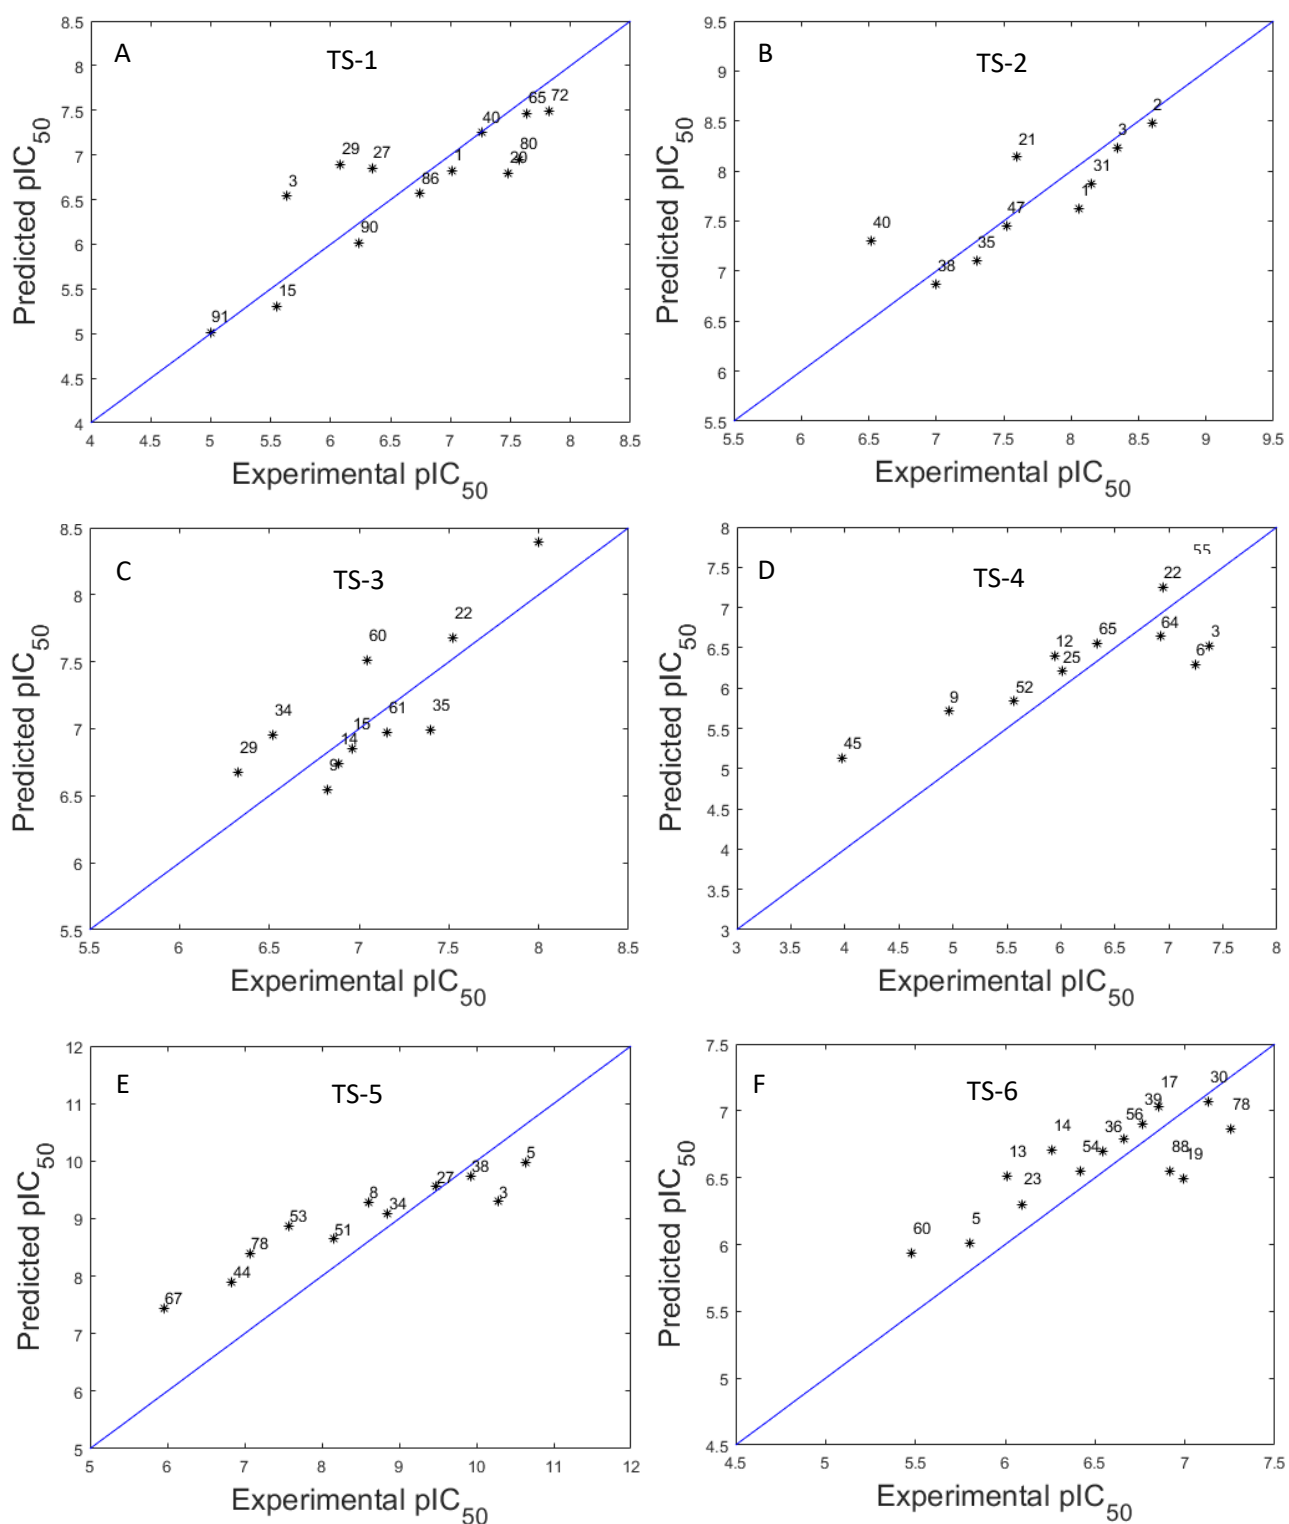 A
TS-1
8.5
8
7.5
7
6.5
6
5.5
5
4.5
4
Predicted pIC50
65 72
40
80
29 27 1 20
3 86
90
15
91
4 4.5 5 5.5 6 6.5 7 7.5 8 8.5
Experimental pIC50
B
TS-2
9.5
9
8.5
8
7.5
7
6.5
6
5.5
Predicted pIC50
2
3
21
31
1
47
40
35
38
5.5 6 6.5 7 7.5 8 8.5 9 9.5
Experimental pIC50
C
TS-3
8.5
8
7.5
7
6.5
6
5.5
Predicted pIC50
22
60
34 61 35
15
14
29
9
5.5 6 6.5 7 7.5 8 8.5
Experimental pIC50
D
TS-4
8
7.5
7
6.5
6
5.5
5
4.5
4
3.5
3
Predicted pIC50
55
22
65 64 3
12 6
25
52
9
45
3 3.5 4 4.5 5 5.5 6 6.5 7 7.5 8
Experimental pIC50
E
TS-5
12
11
10
9
8
7
6
5
Predicted pIC50
5
38
27
8 3
34
53
51
78
44
67
5 6 7 8 9 10 11 12
Experimental pIC50
F
TS-6
7.5
7
6.5
6
5.5
5
4.5
Predicted pIC50
30
17
39 78
56
14 36
54 88 19
13
23
5
60
4.5 5 5.5 6 6.5 7 7.5
Experimental pIC50